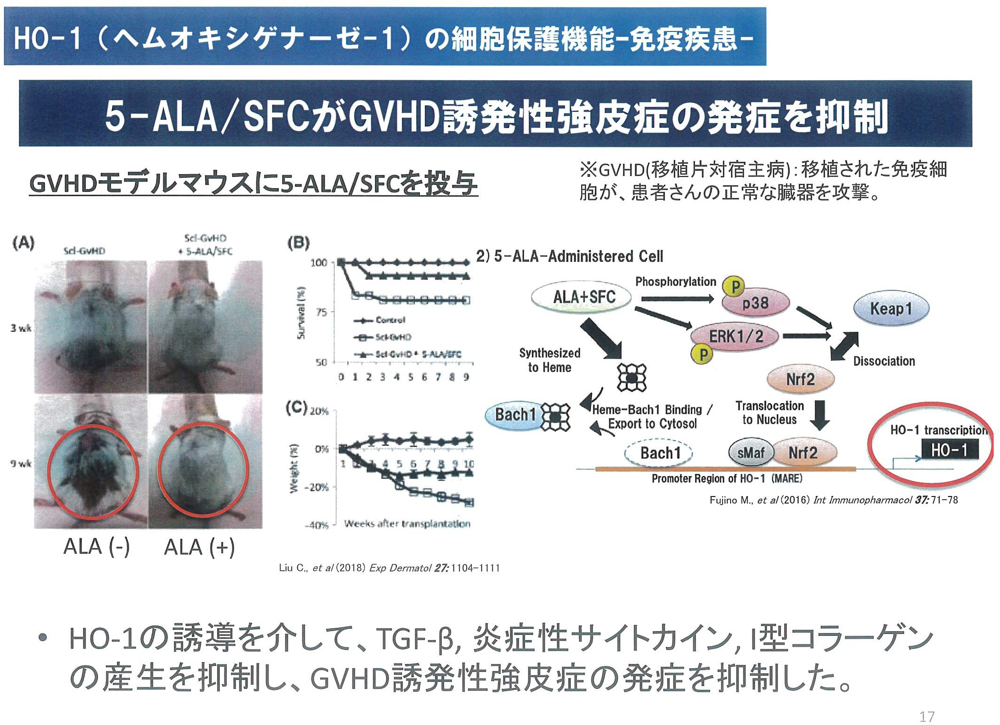 HO-1（ヘムオキシゲナーゼ-1）の細胞保護機能-免疫疾患-
5-ALA/SFCがGVHD誘発性強皮症の発症を抑制
GVHDモデルマウスに5-ALA/SFCを投与
※GVHD(移植片対宿主病)：移植された免疫細
胞が、患者さんの正常な臓器を攻撃。
(A)
Scl-GvHD
Scl-GvHD
+ 5-ALA/SFC
3 wk
9 wk
ALA (-)
ALA (+)
(B)
100
75
50
Survival (%)
Control
Scl-GvHD
Scl-GvHD + 5-ALA/SFC
0 1 2 3 4 5 6 7 8 9
(C)
20%
0%
-20%
-40%
Weight (%)
1 2 3 4 5 6 7 8 9 10
Weeks after transplantation
Liu C., et al (2018) Exp Dermatol 27: 1104-1111
2) 5-ALA-Administered Cell
ALA+SFC
Phosphorylation
P
p38
Keap1
ERK1/2
P
Synthesized
to Heme
Dissociation
Nrf2
Bach1
Heme-Bach1 Binding /
Export to Cytosol
Translocation
to Nucleus
HO-1 transcription
HO-1
Bach1
sMaf
Nrf2
Promoter Region of HO-1 (MARE)
Fujino M., et al (2016) Int Immunopharmacol 37: 71-78
• HO-1の誘導を介して、TGF-β, 炎症性サイトカイン, I型コラーゲン
の産生を抑制し、GVHD誘発性強皮症の発症を抑制した。
17